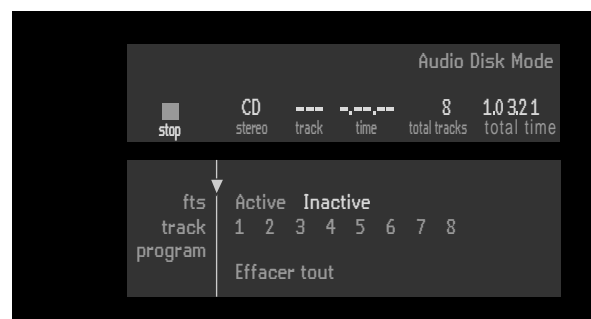 Audio Disk Mode
CD --- -.--.-- 8 1.03.21
stop stereo track time total tracks total time
fts Active Inactive
track 1 2 3 4 5 6 7 8
program
Effacer tout